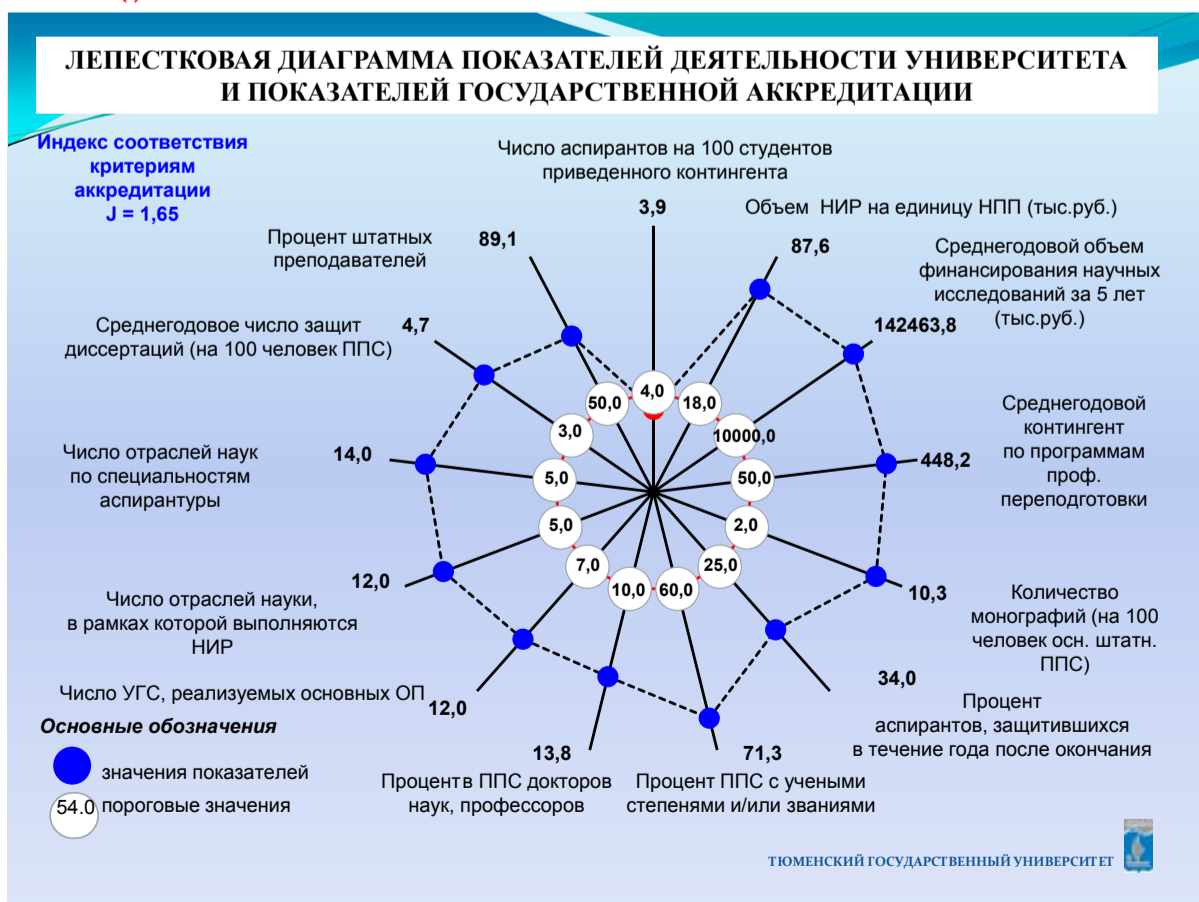 ЛЕПЕСТКОВАЯ ДИАГРАММА ПОКАЗАТЕЛЕЙ ДЕЯТЕЛЬНОСТИ УНИВЕРСИТЕТА
И ПОКАЗАТЕЛЕЙ ГОСУДАРСТВЕННОЙ АККРЕДИТАЦИИ
Индекс соответствия
критериям
аккредитации
J = 1,65
Число аспирантов на 100 студентов
приведенного контингента
3,9
Объем НИР на единицу НПП (тыс.руб.)
87,6
Среднегодовой объем
финансирования научных
исследований за 5 лет
(тыс.руб.)
142463,8
Процент штатных
преподавателей
89,1
Среднегодовое число защит
диссертаций (на 100 человек ППС)
4,7
Число отраслей наук
по специальностям
аспирантуры
14,0
Среднегодовой
контингент
по программам
проф.
переподготовки
448,2
50,0
4,0
18,0
3,0
10000,0
5,0
50,0
5,0
2,0
7,0
25,0
10,0
60,0
12,0
Число отраслей науки,
в рамках которой выполняются
НИР
10,3
Количество
монографий (на 100
человек осн. штатн.
ППС)
34,0
Процент
аспирантов, защитившихся
в течение года после окончания
Число УГС, реализуемых основных ОП
12,0
13,8
Процент в ППС докторов
наук, профессоров
71,3
Процент ППС с учеными
степенями и/или званиями
Основные обозначения
значения показателей
54.0 пороговые значения
ТЮМЕНСКИЙ ГОСУДАРСТВЕННЫЙ УНИВЕРСИТЕТ